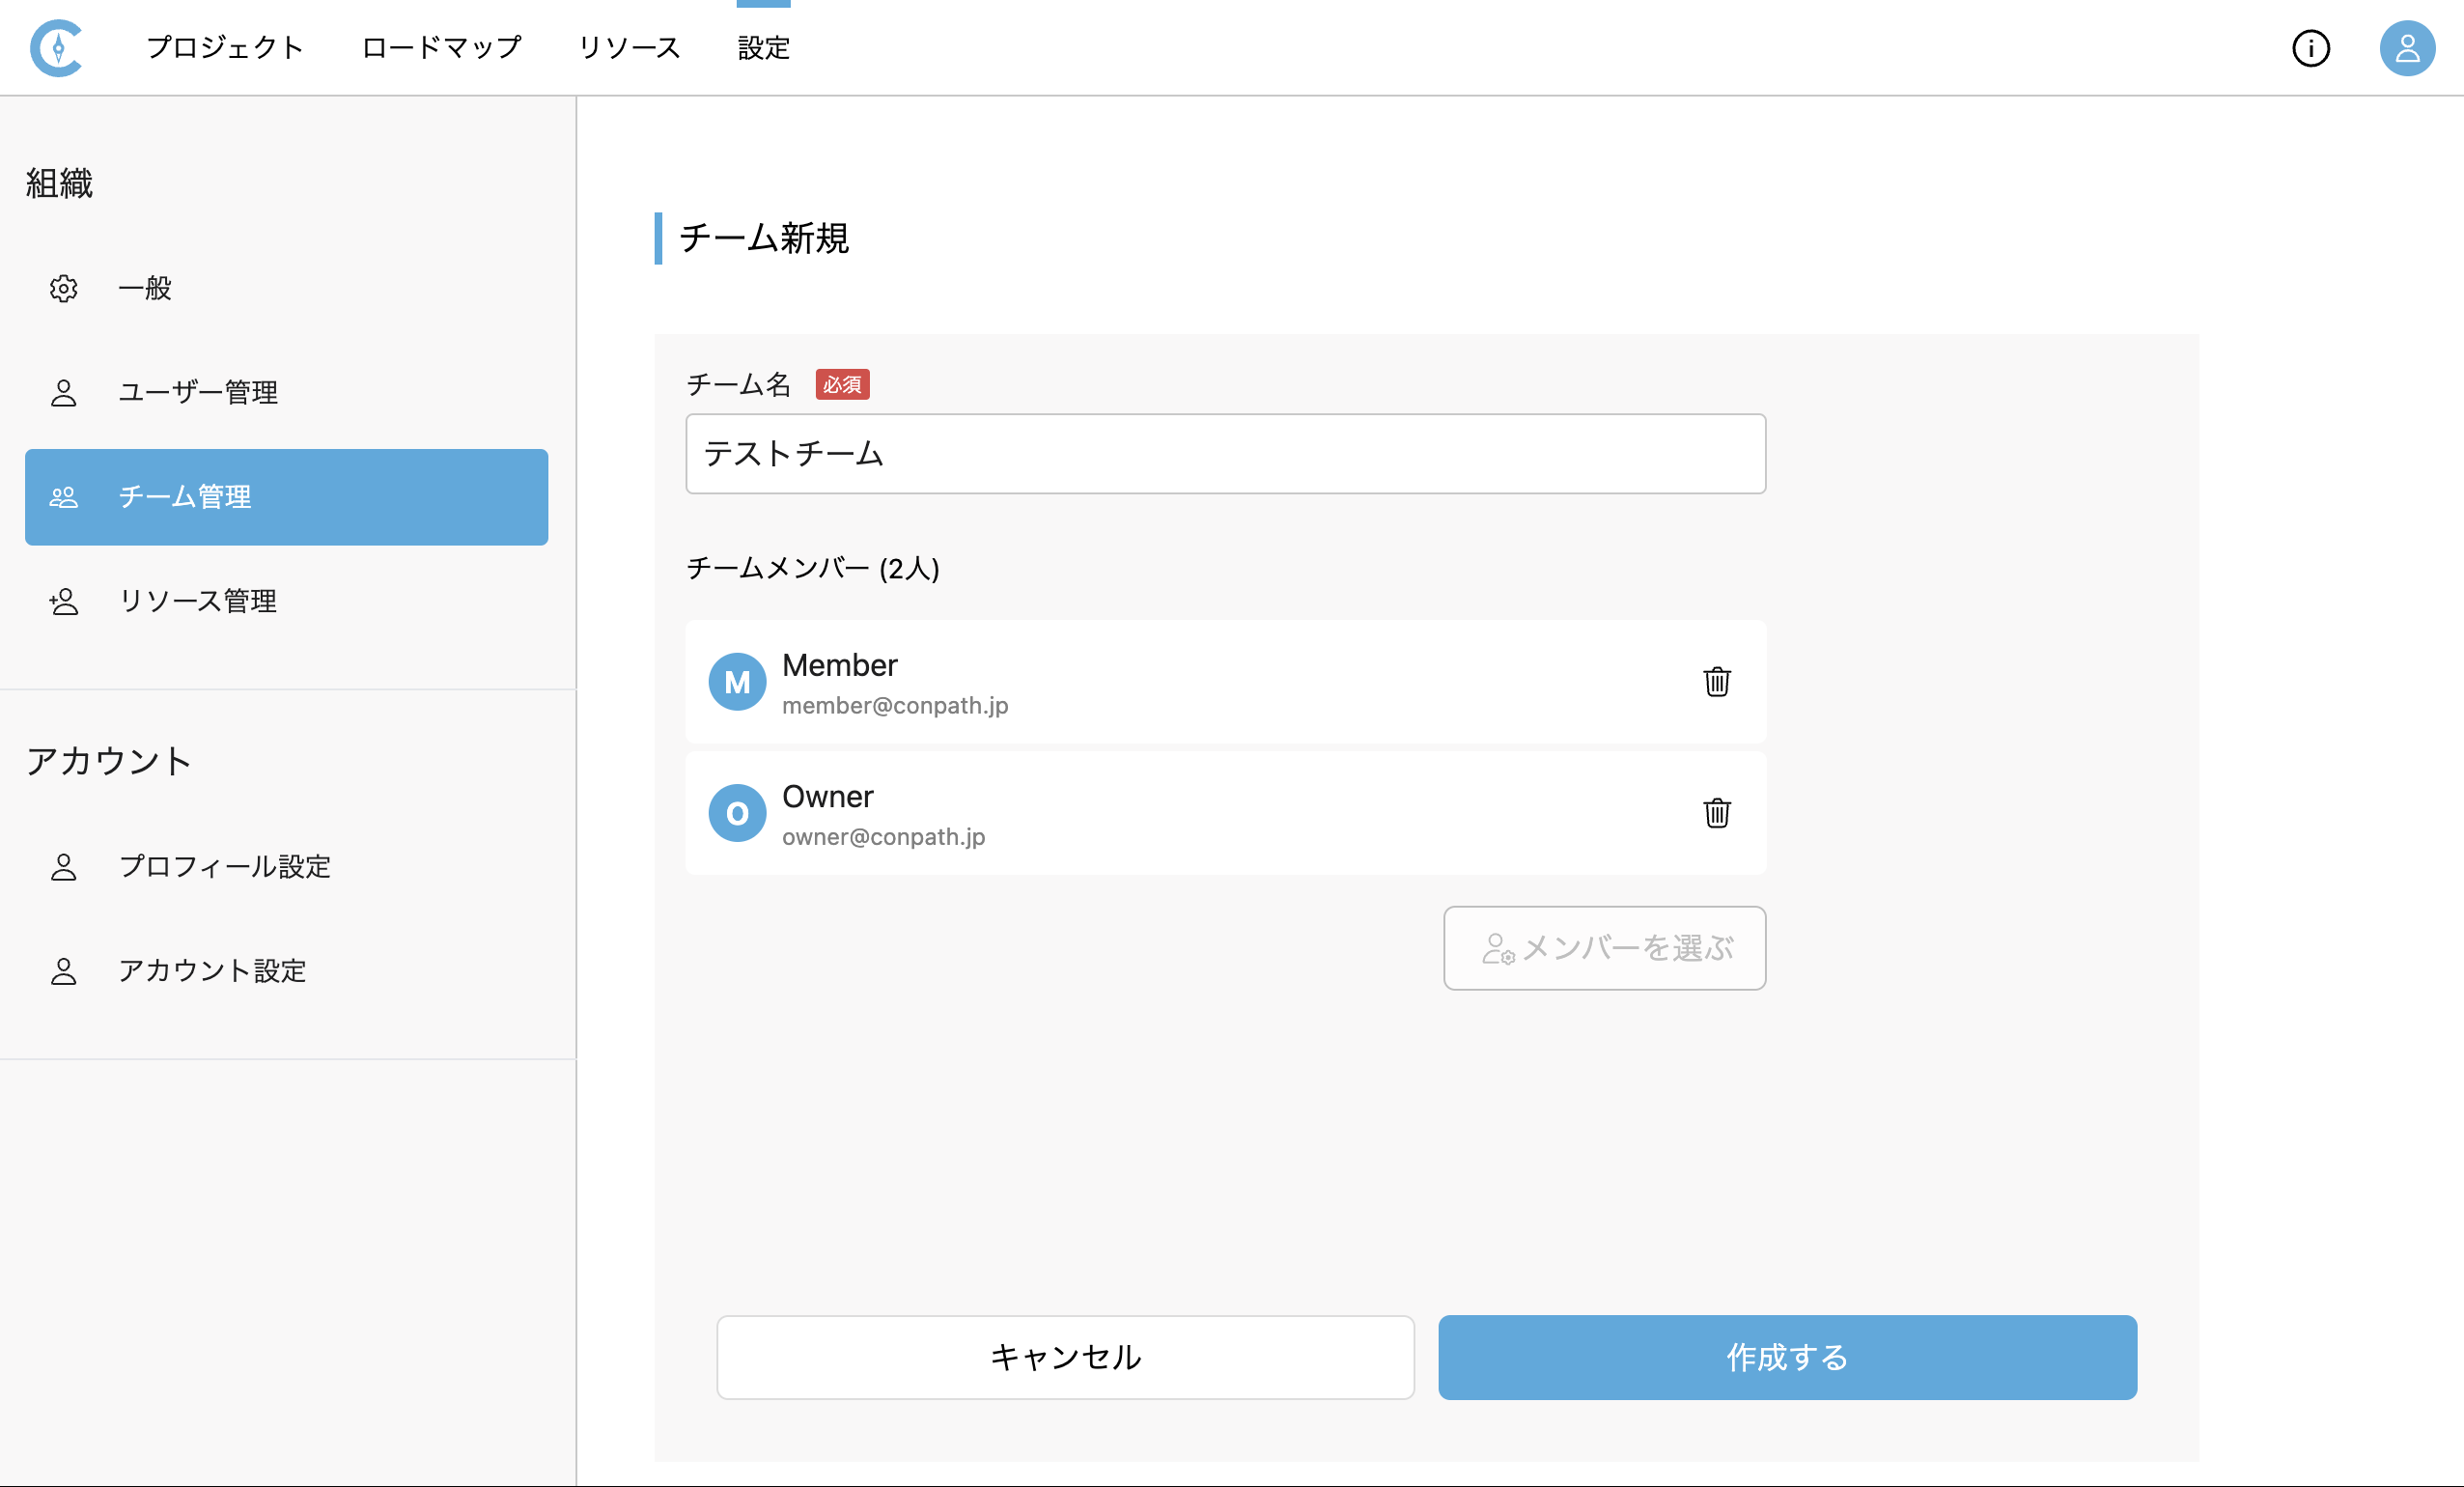 プロジェクト ロードマップ リソース 設定
組織
一般
ユーザー管理
チーム管理
リソース管理
アカウント
プロフィール設定
アカウント設定
チーム新規
チーム名 必須
テストチーム
チームメンバー (2人)
M Member
member@conpath.jp
O Owner
owner@conpath.jp
メンバーを選ぶ
キャンセル 作成する